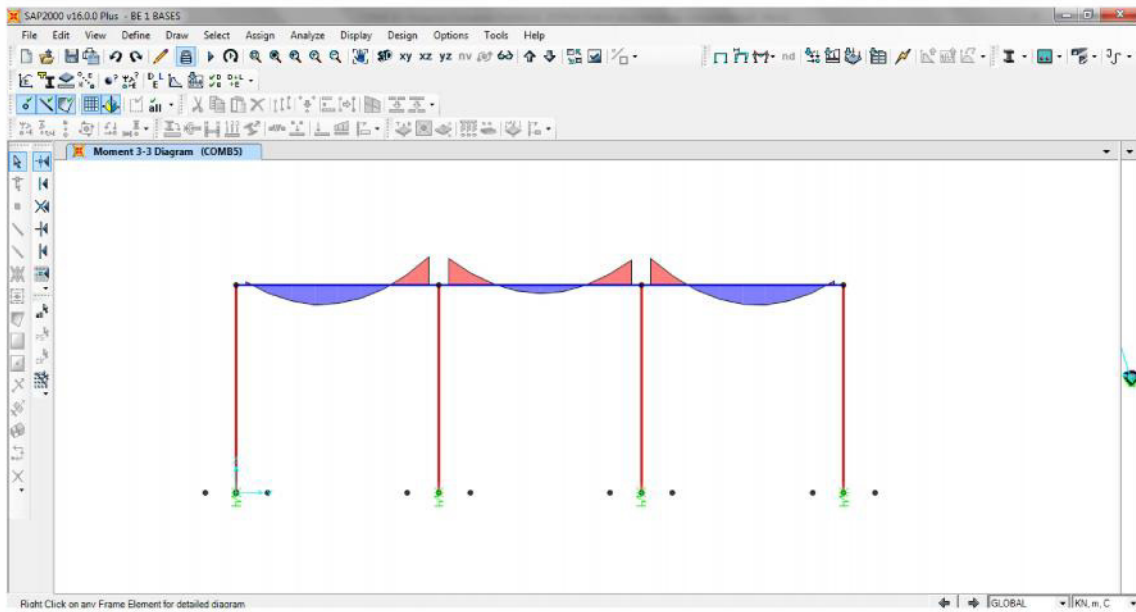 SAP2000 v16.0.0 Plus - BE 1 BASES
File Edit View Define Draw Select Assign Analyze Display Design Options Tools Help
xy xz yz nv nd
all
Moment 3-3 Diagram (COMB5)
Right Click on any Frame Element for detailed diagram
GLOBAL KN, m, C